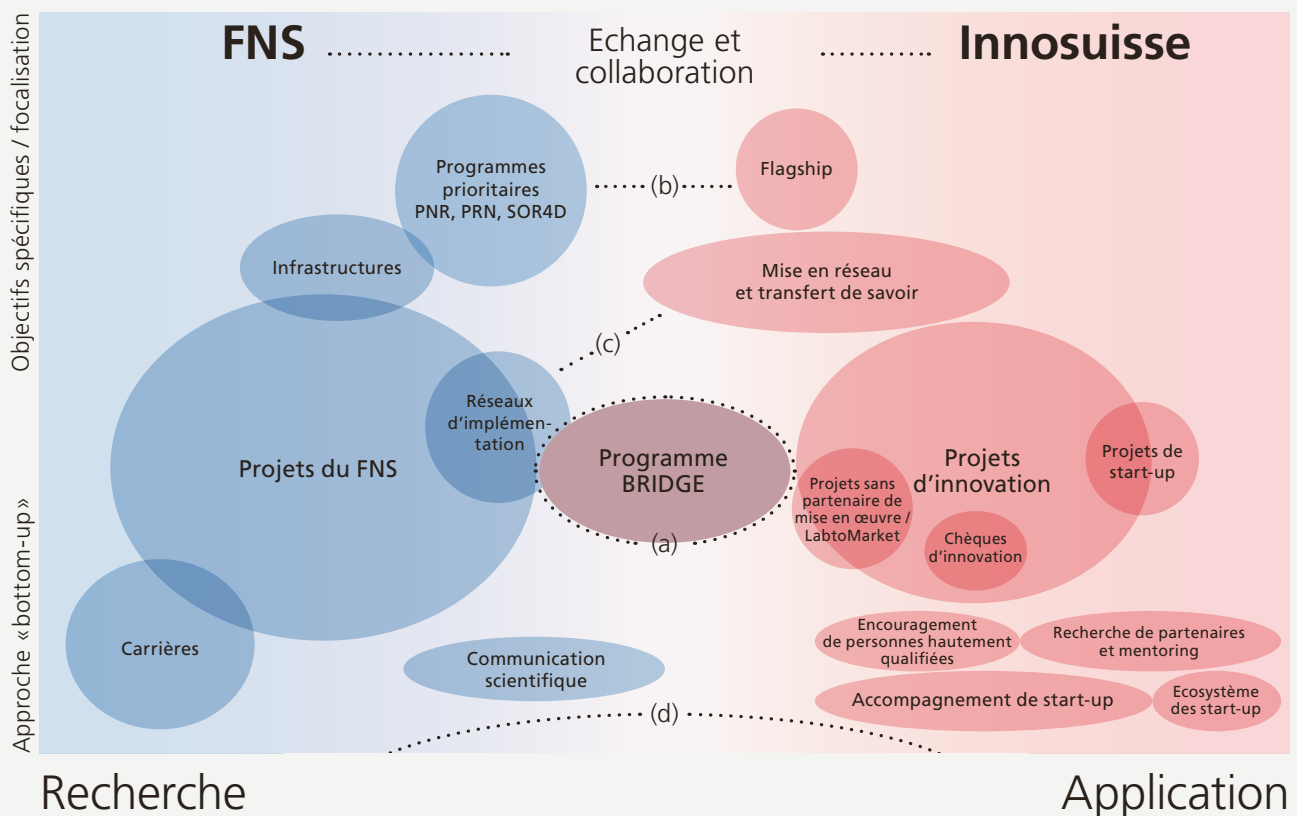 Objectifs spécifiques / focalisation
Approche «bottom-up»
FNS
Echange et
collaboration
Innosuisse
Programmes
prioritaires
PNR, PRN, SOR4D
(b)
Flagship
Infrastructures
Mise en réseau
et transfert de savoir
(c)
Réseaux
d'implémen-
tation
Projets du FNS
Programme
BRIDGE
(a)
Projets
d'innovation
Projets de
start-up
Projets sans
partenaire de
mise en œuvre /
LabtoMarket
Chèques
d'innovation
Carrières
Communication
scientifique
Encouragement
de personnes hautement
qualifiées
Recherche de partenaires
et mentoring
Accompagnement de start-up
Ecosystème
des start-up
(d)
Recherche
Application